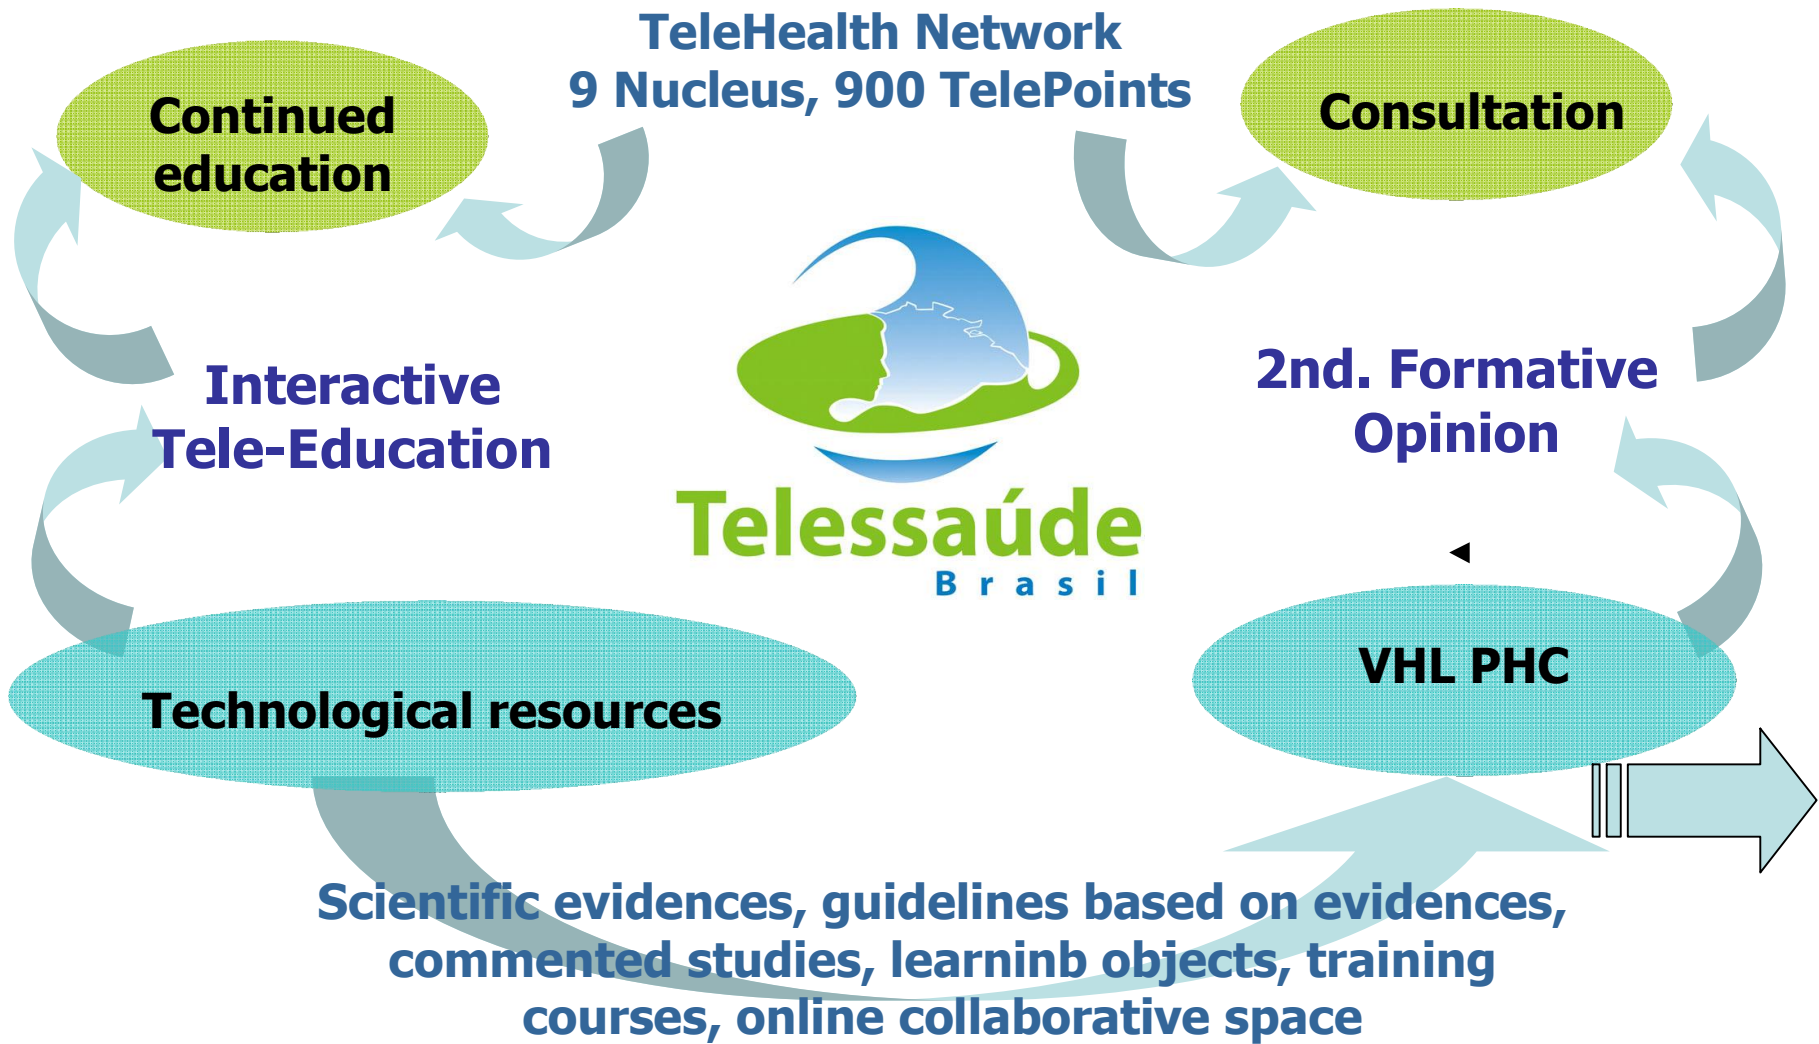 TeleHealth Network
9 Nucleus, 900 TelePoints
Continued
education
Consultation
Interactive
Tele-Education
2nd. Formative
Opinion
Telessaúde
Brasil
Technological resources
VHL PHC
Scientific evidences, guidelines based on evidences,
commented studies, learninb objects, training
courses, online collaborative space